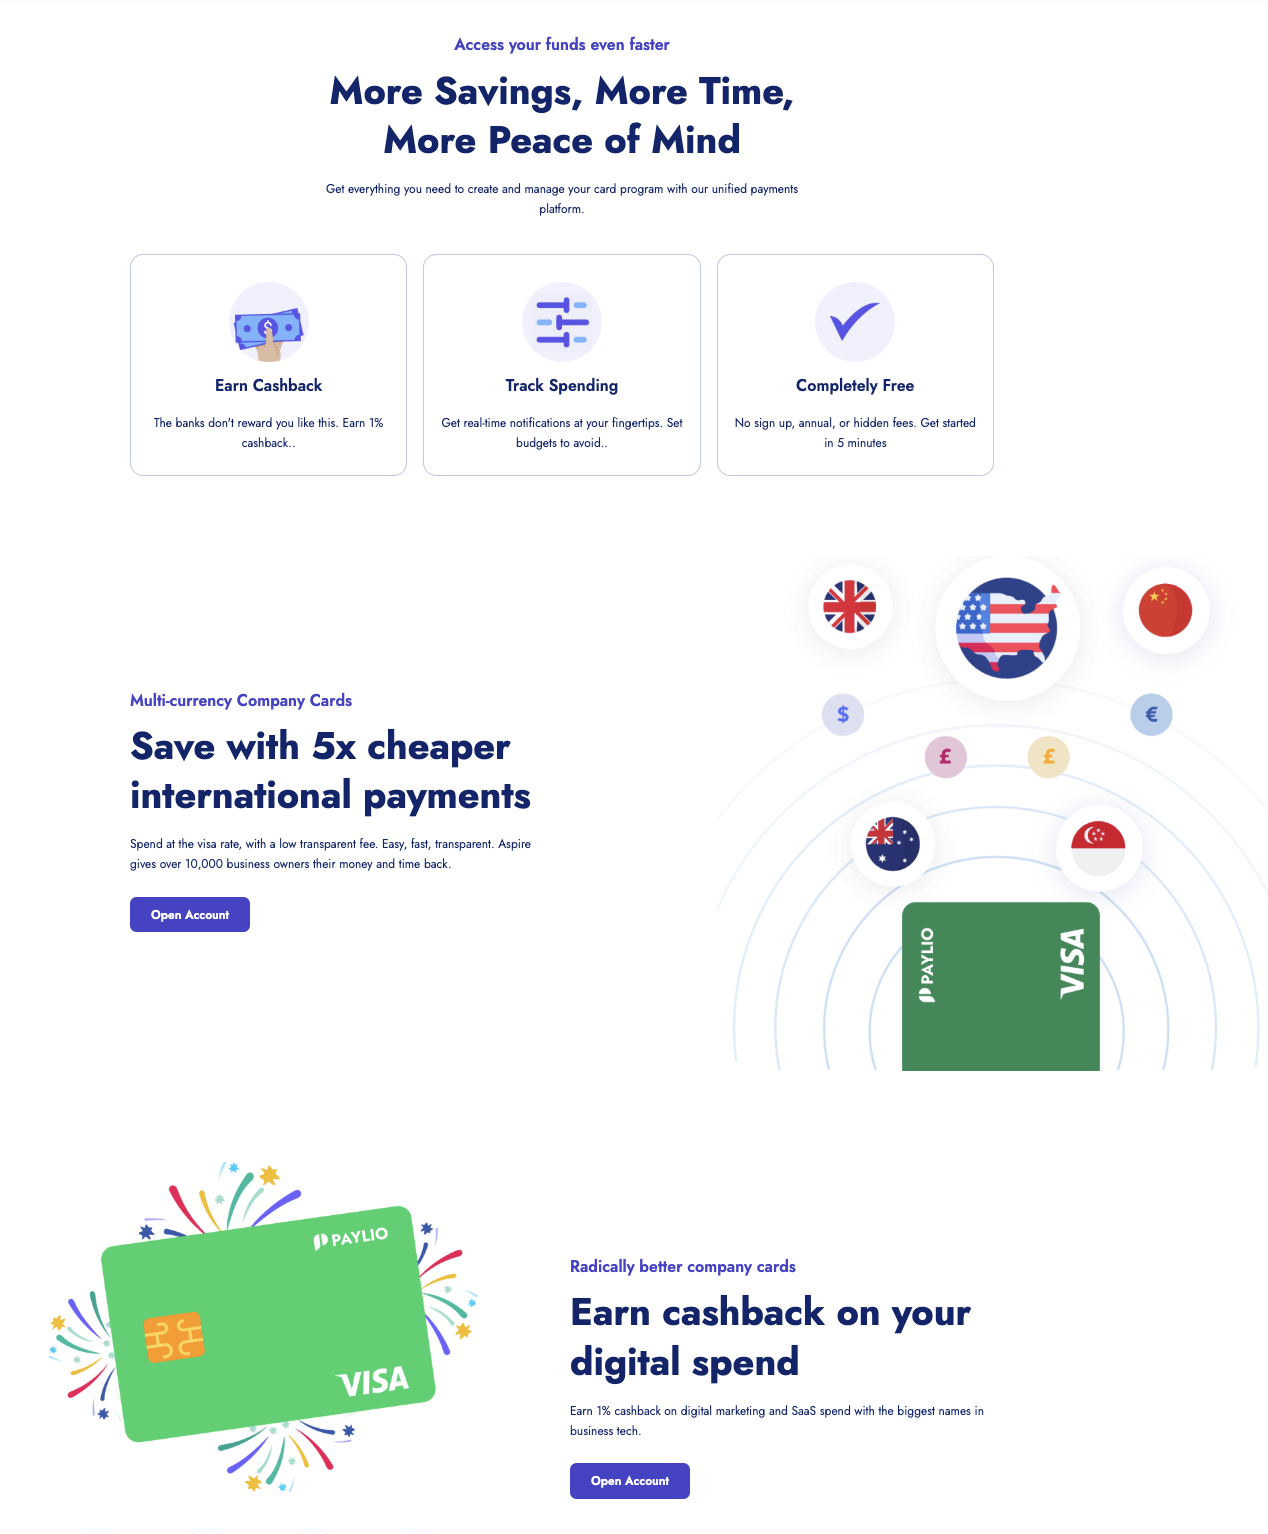 Access your funds even faster
More Savings, More Time,
More Peace of Mind
Get everything you need to create and manage your card program with our unified payments
platform.
$
Earn Cashback
The banks don't reward you like this. Earn 1%
cashback..
Track Spending
Get real-time notifications at your fingertips. Set
budgets to avoid..
Completely Free
No sign up, annual, or hidden fees. Get started
in 5 minutes
Multi-currency Company Cards
Save with 5x cheaper
international payments
Spend at the visa rate, with a low transparent fee. Easy, fast, transparent. Aspire
gives over 10,000 business owners their money and time back.
Open Account
$
€
£
£
PAYLIO
VISA
PAYLIO
VISA
Radically better company cards
Earn cashback on your
digital spend
Earn 1% cashback on digital marketing and SaaS spend with the biggest names in
business tech.
Open Account